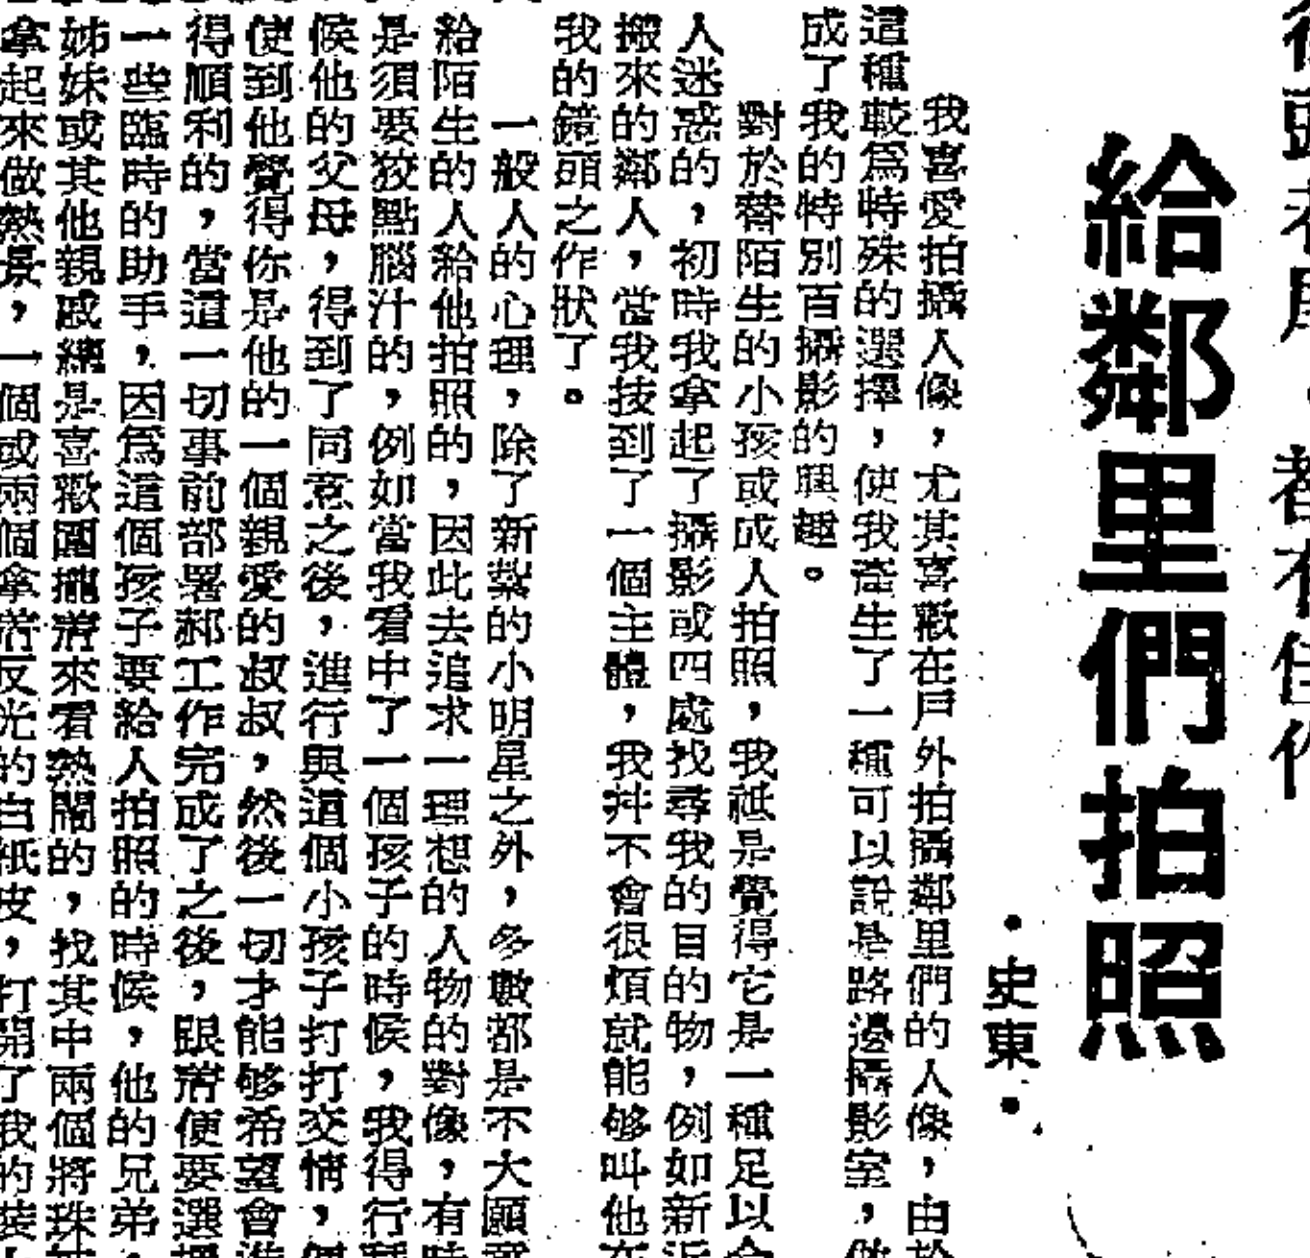 都有佳作
給鄰里們拍照
・史東・
我喜愛拍攝人像，尤其喜歡在戶外拍攝鄰里們的人像，由於
這種較為特殊的選擇，使我產生了一種可以說是路邊攝影室，做
成了我的特別百攝影的興趣。
對於替陌生的小孩或成人拍照，我祗是覺得它是一種足以令
人迷惑的，初時我拿起了攝影或四處找尋我的目的物，例如新近
搬來的鄰人，當我技到了一個主體，我並不會很煩就能够叫他在
我的鏡頭之作狀了。
一般人的心理，除了新紮的小明星之外，多數都是不大願意
給陌生的人給他拍照的，因此去追求一理想的人物的對像，有時
是須要狡點腦汁的，例如當我看中了一個孩子的時候，我得行
候他的父母，得到了同意之後，進行與這個小孩子打打交情，
使到他覺得你是他的一個親愛的叔叔，然後一切才能够希望會進
得順利的，當這一切事前部署郝工作完成了之後，跟着便要選擇
一些臨時的助手，因為這個孩子要給人拍照的時候，他的兄弟，
姊妹或其他親戚總是喜歡圍攏着來看熱鬧的，找其中兩個將珠
拿起來做熱景，一個或兩個拿着反光的白紙皮，打開了我的